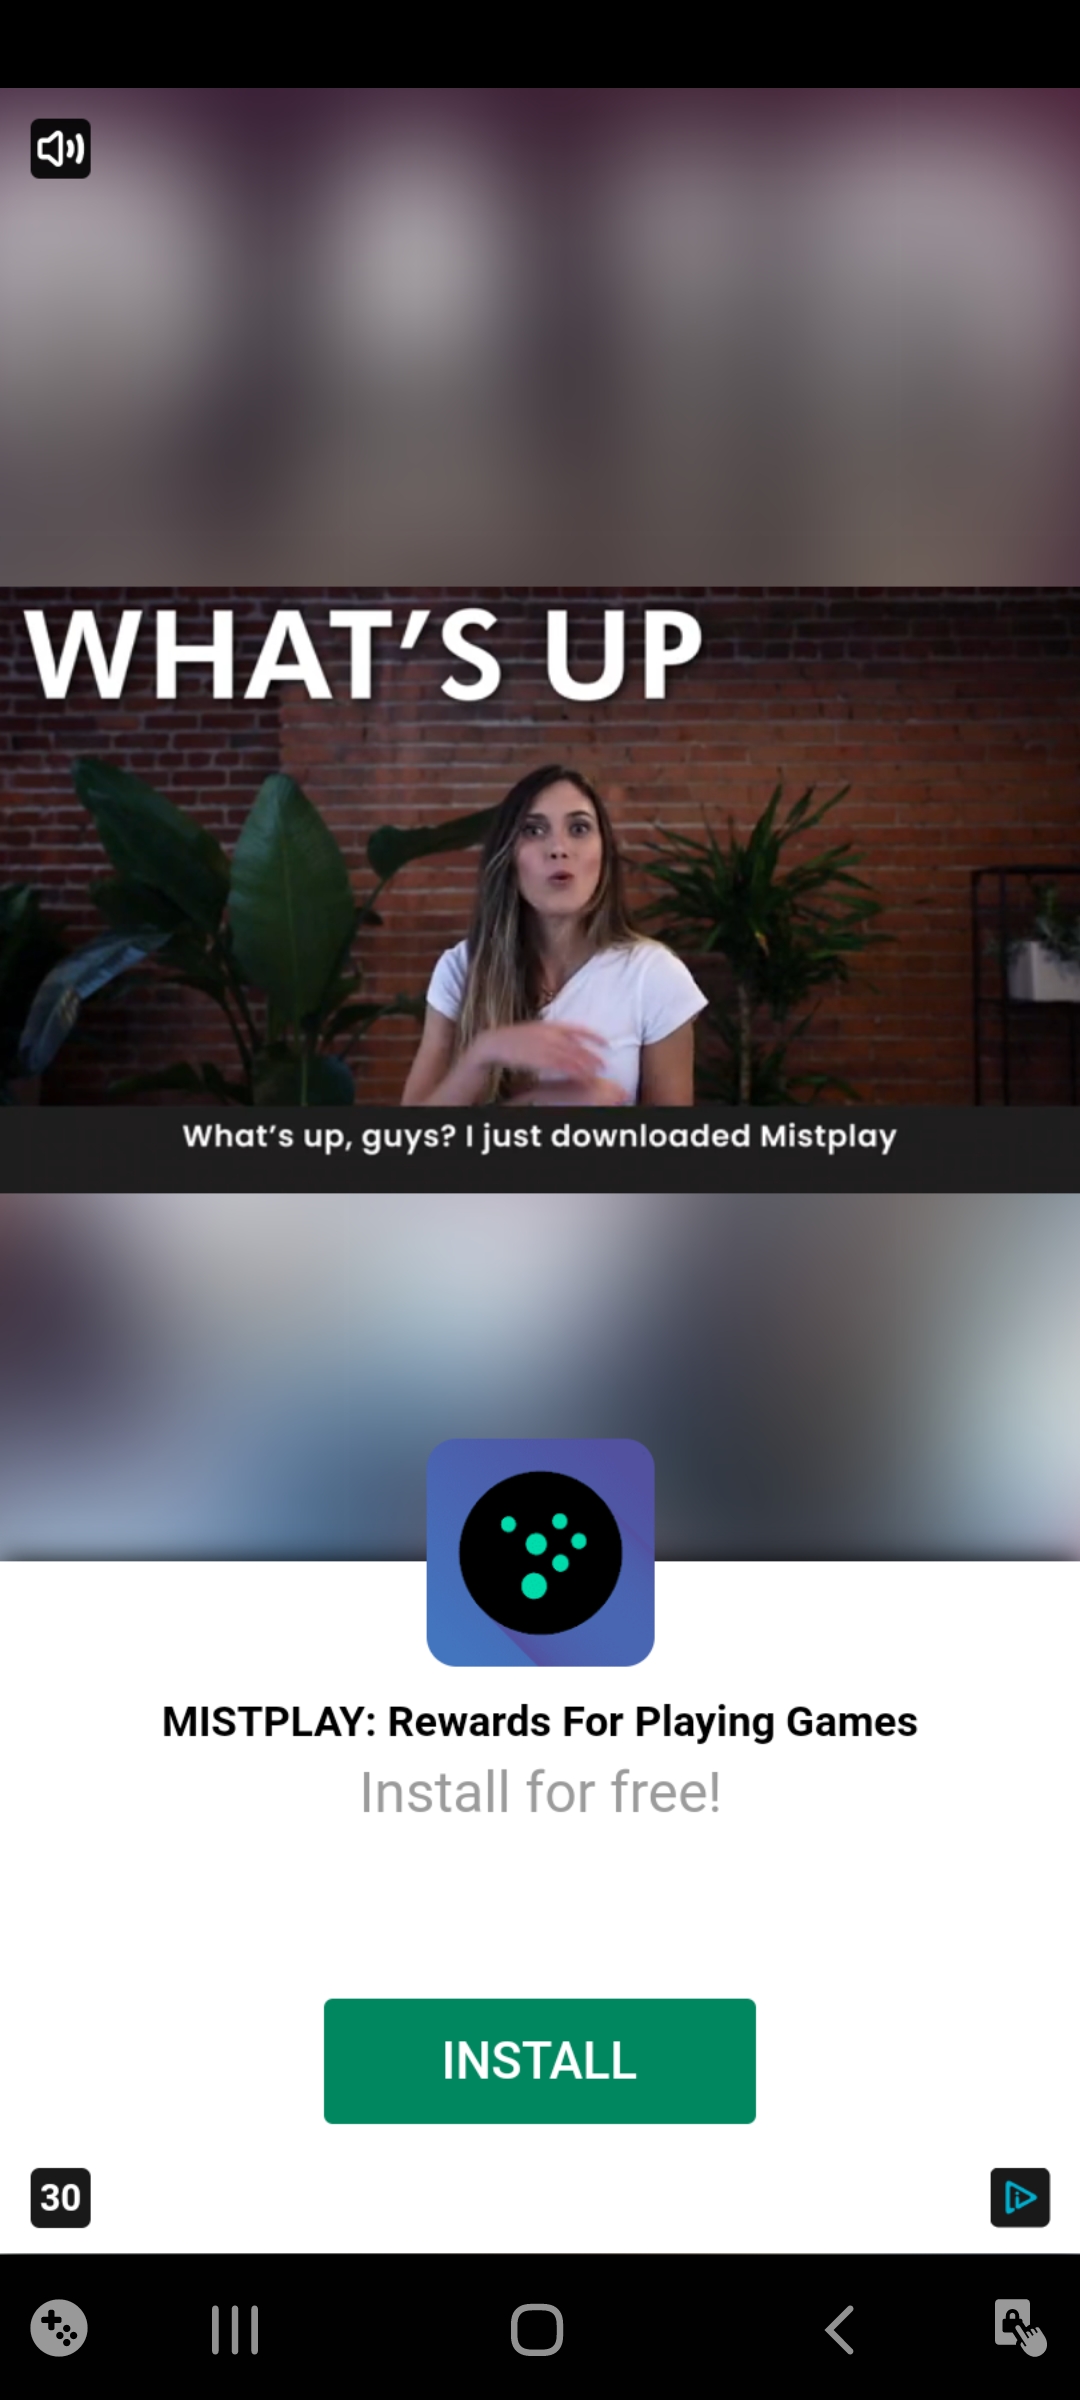 WHAT'S UP
What's up, guys? I just downloaded Mistplay
MISTPLAY: Rewards For Playing Games
Install for free!
INSTALL
30